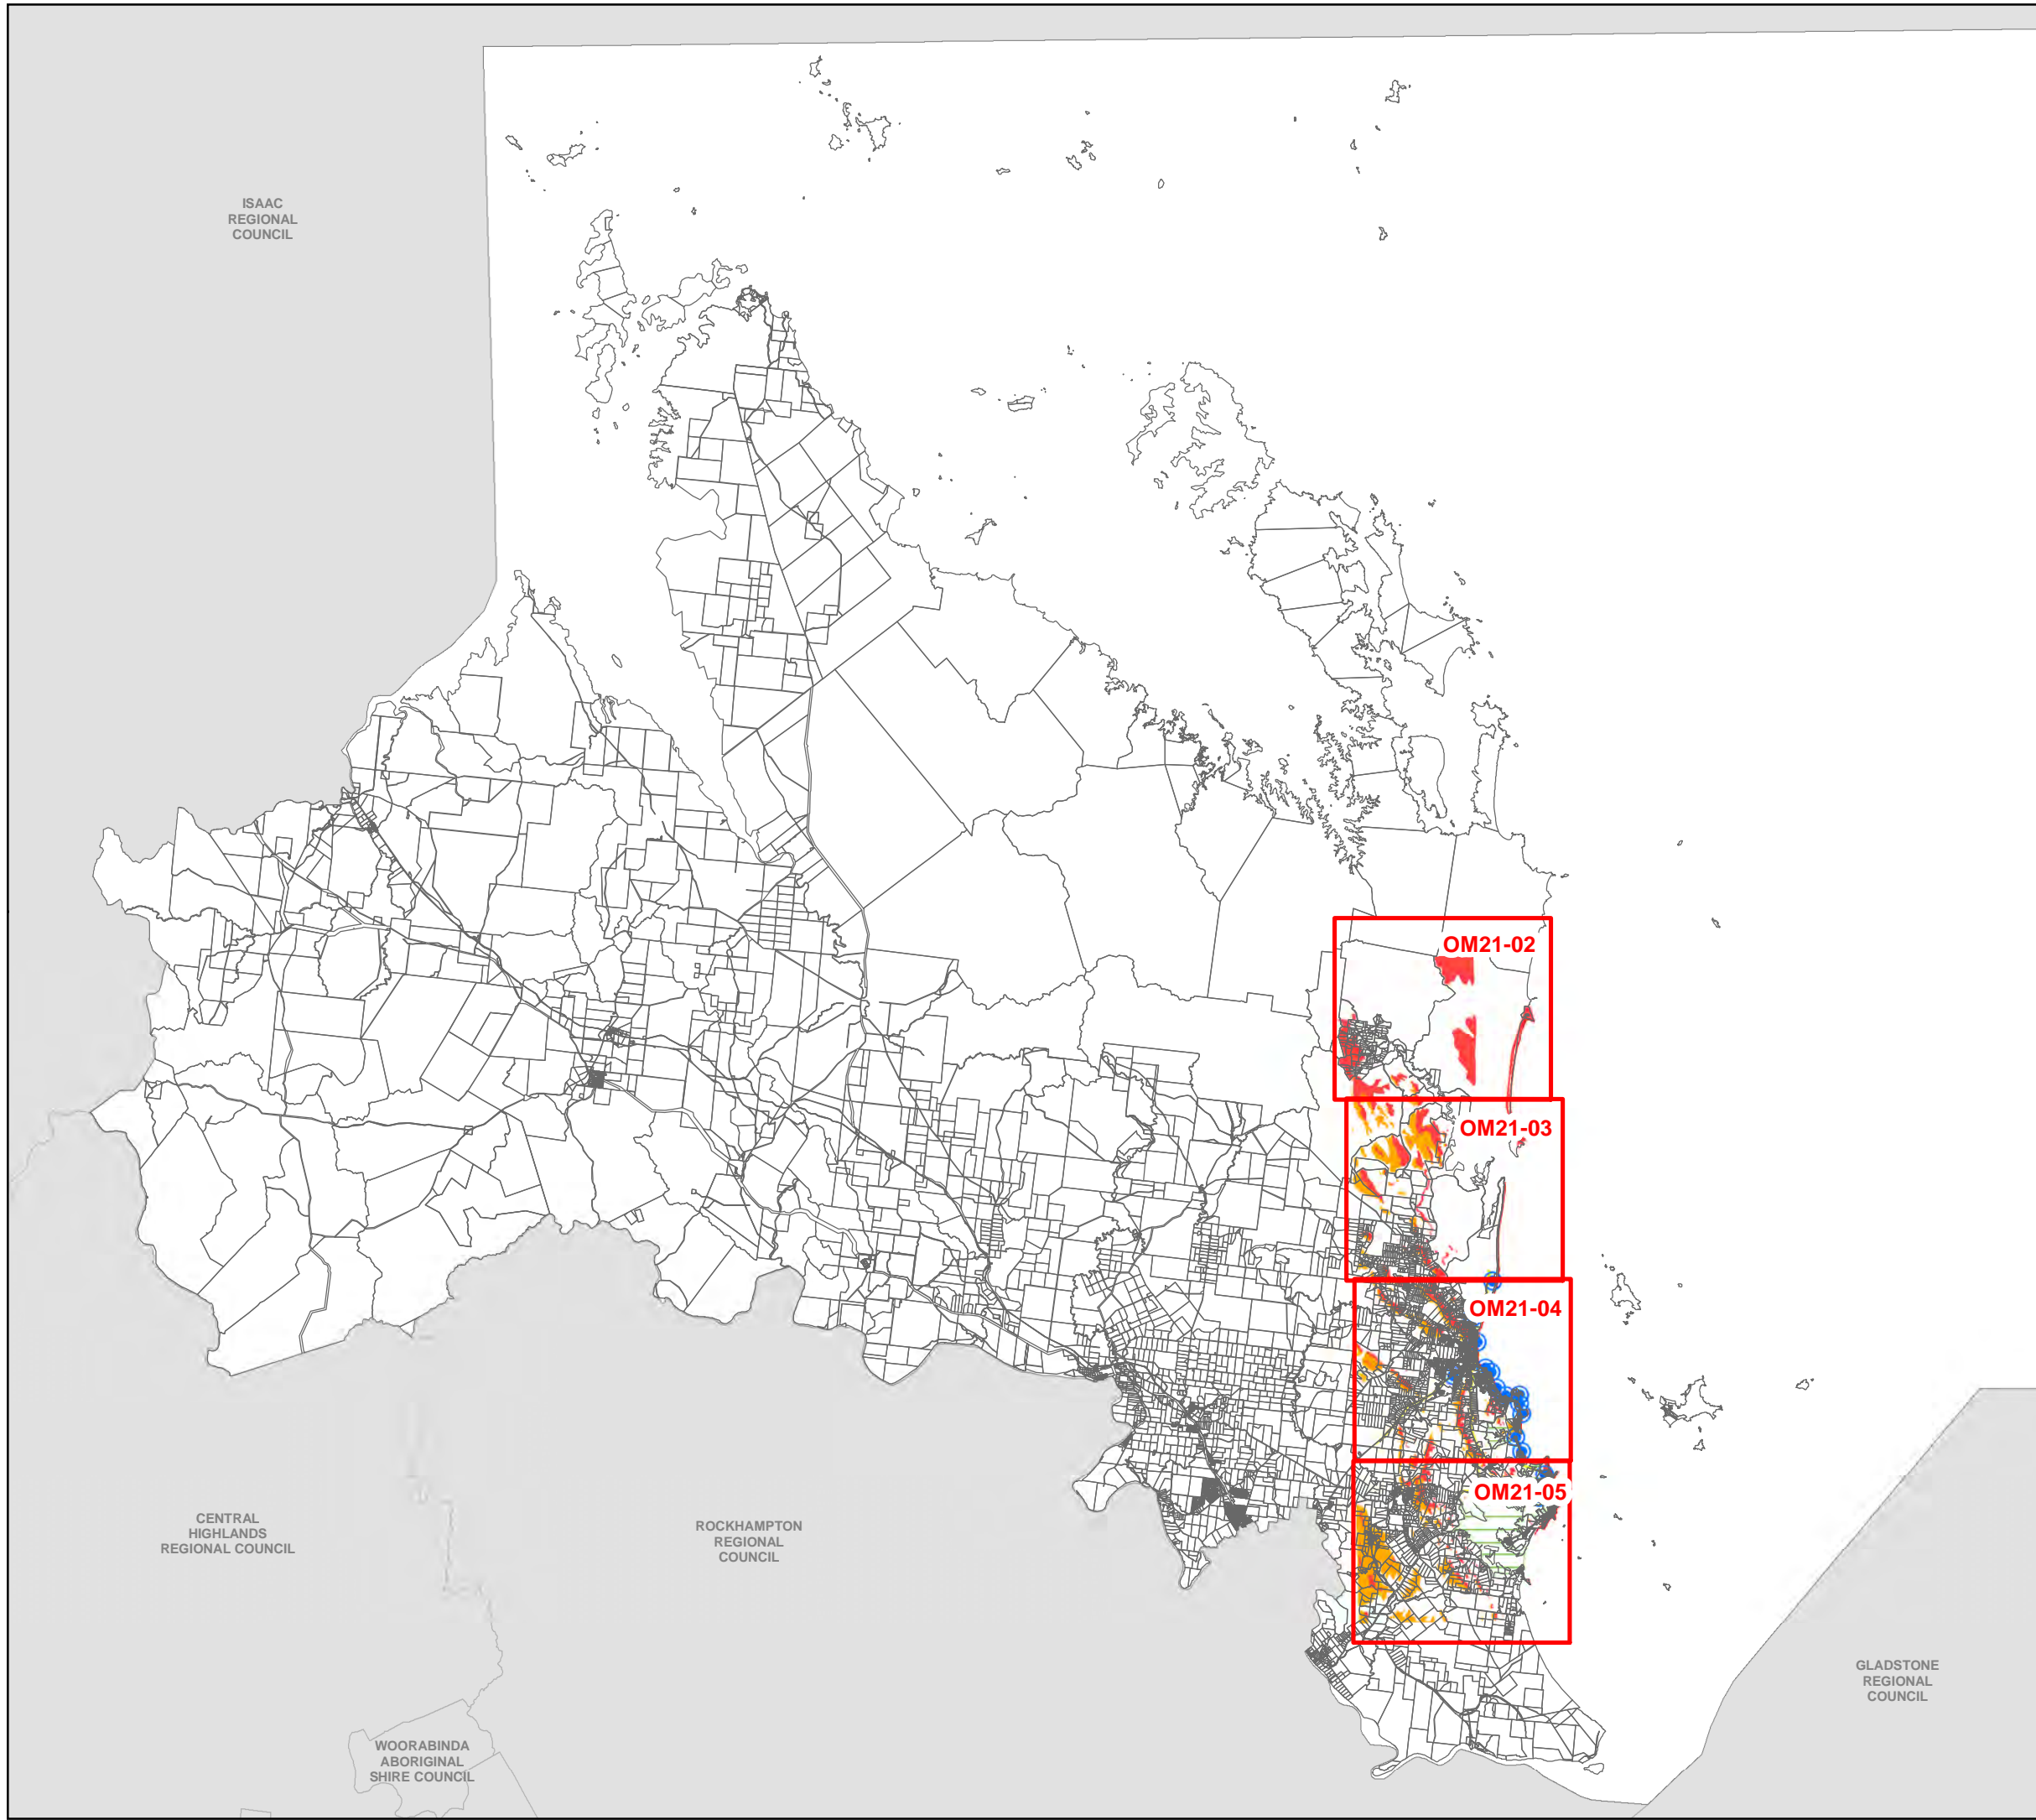 ISAAC
REGIONAL
COUNCIL
OM21-02
OM21-03
OM21-04
OM21-05
CENTRAL
HIGHLANDS
REGIONAL COUNCIL
ROCKHAMPTON
REGIONAL
COUNCIL
GLADSTONE
REGIONAL
COUNCIL
WOORABINDA
ABORIGINAL
SHIRE COUNCIL